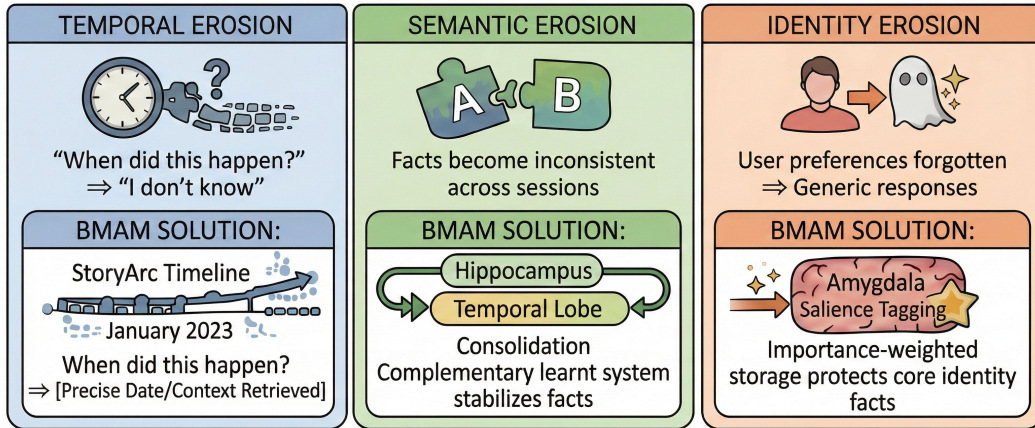 TEMPORAL EROSION
?
“When did this happen?”
⇒ “I don’t know”
BMAM SOLUTION:
StoryArc Timeline
January 2023
When did this happen?
⇒ [Precise Date/Context Retrieved]
SEMANTIC EROSION
A B
Facts become inconsistent
across sessions
BMAM SOLUTION:
Hippocampus
Temporal Lobe
Consolidation
Complementary learnt system
stabilizes facts
IDENTITY EROSION
User preferences forgotten
⇒ Generic responses
BMAM SOLUTION:
Amygdala
Salience Tagging
Importance-weighted
storage protects core identity
facts